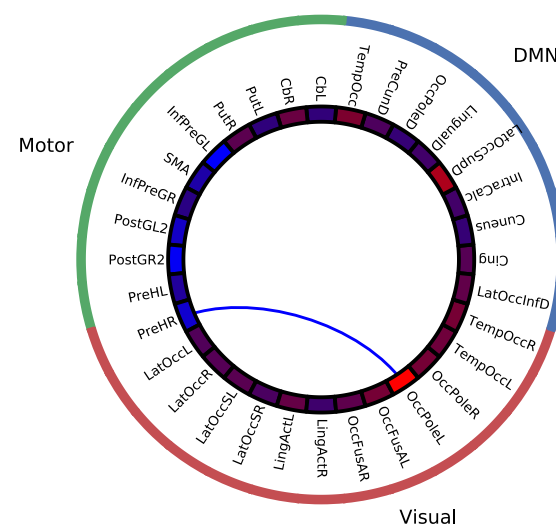 DMN
Motor
Visual
CbL
TempOcc
PreCunD
OccPoleD
LingualD
LatOccSupD
IntraCalc
Cuneus
Cing
LatOccInfD
TempOccR
TempOccL
OccPoleR
OccPoleL
OccFusAL
OccFusAR
LingActR
LingActL
LatOccSR
LatOccSL
LatOccR
LatOccL
PreHR
PreHL
PostGR2
PostGL2
InfPreGR
SMA
InfPreGL
PutR
PutL
CbR